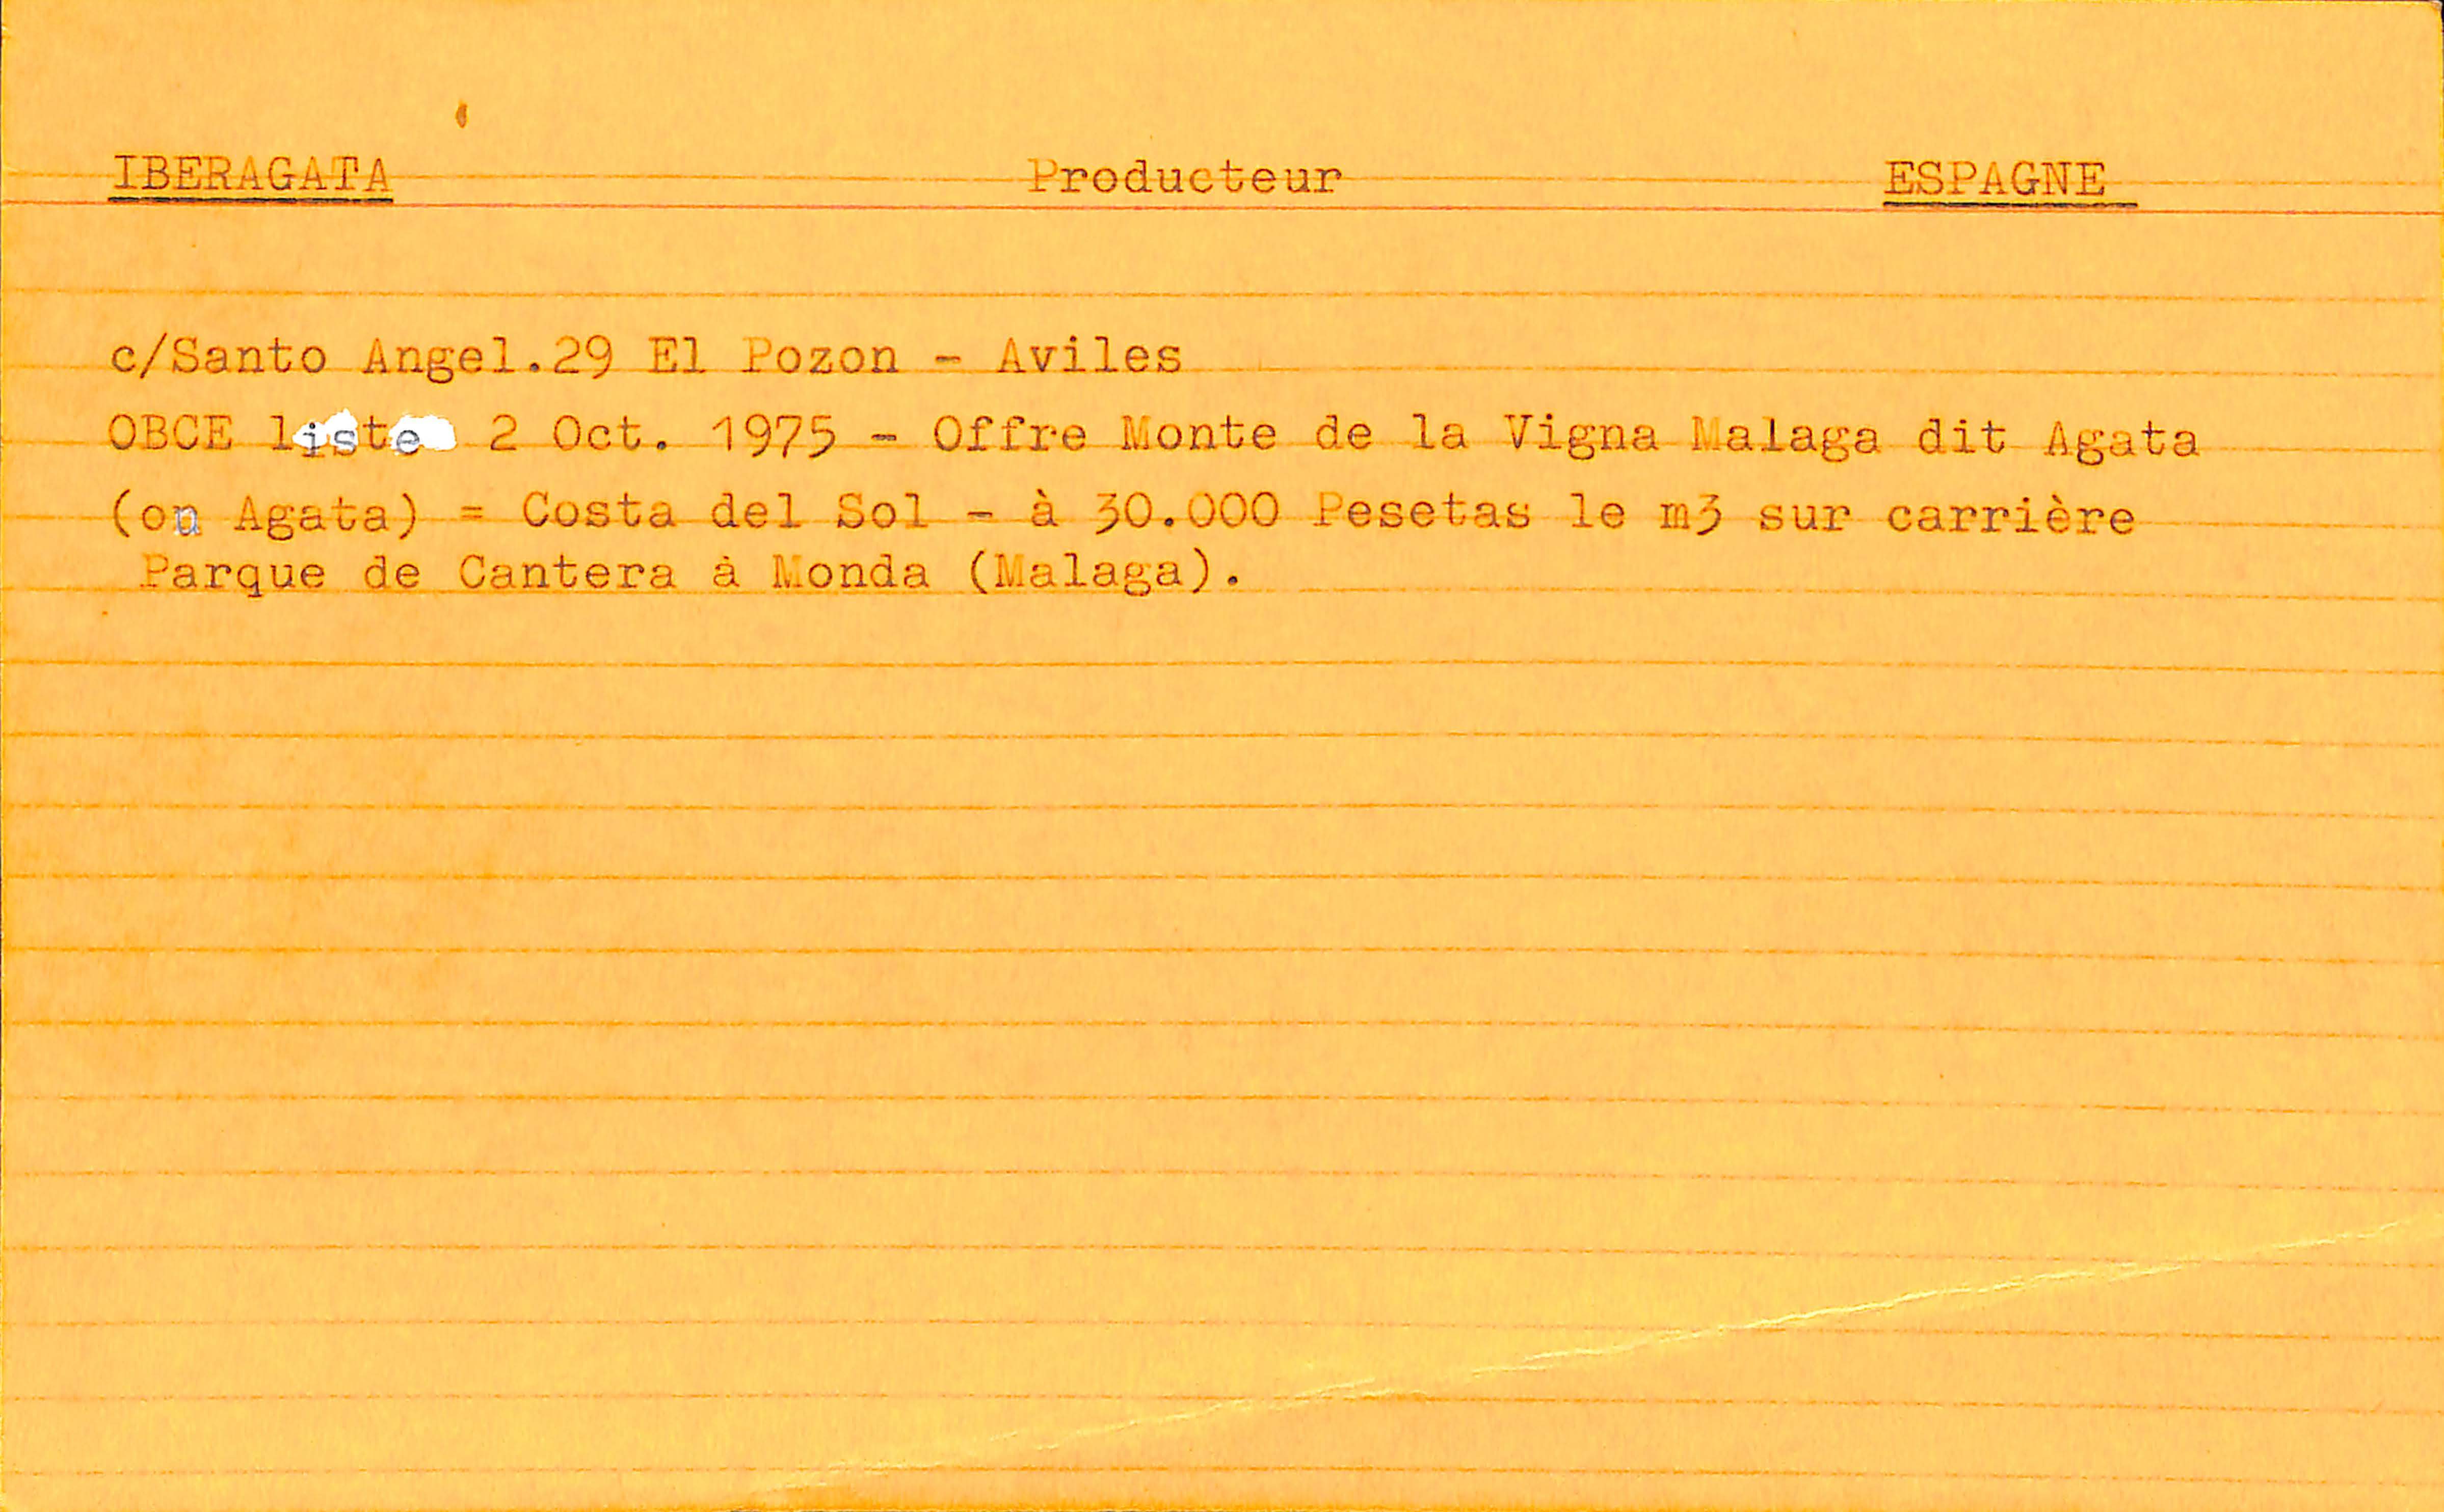 IBERAGATA Producteur ESPAGNE
c/Santo Angel.29 El Pozon - Aviles
OBCE liste 2 Oct. 1975 - Offre Monte de la Vigna Malaga dit Agata
(ou Agata) = Costa del Sol - à 30.000 Pesetas le m3 sur carrière
Parque de Cantera à Monda (Malaga).